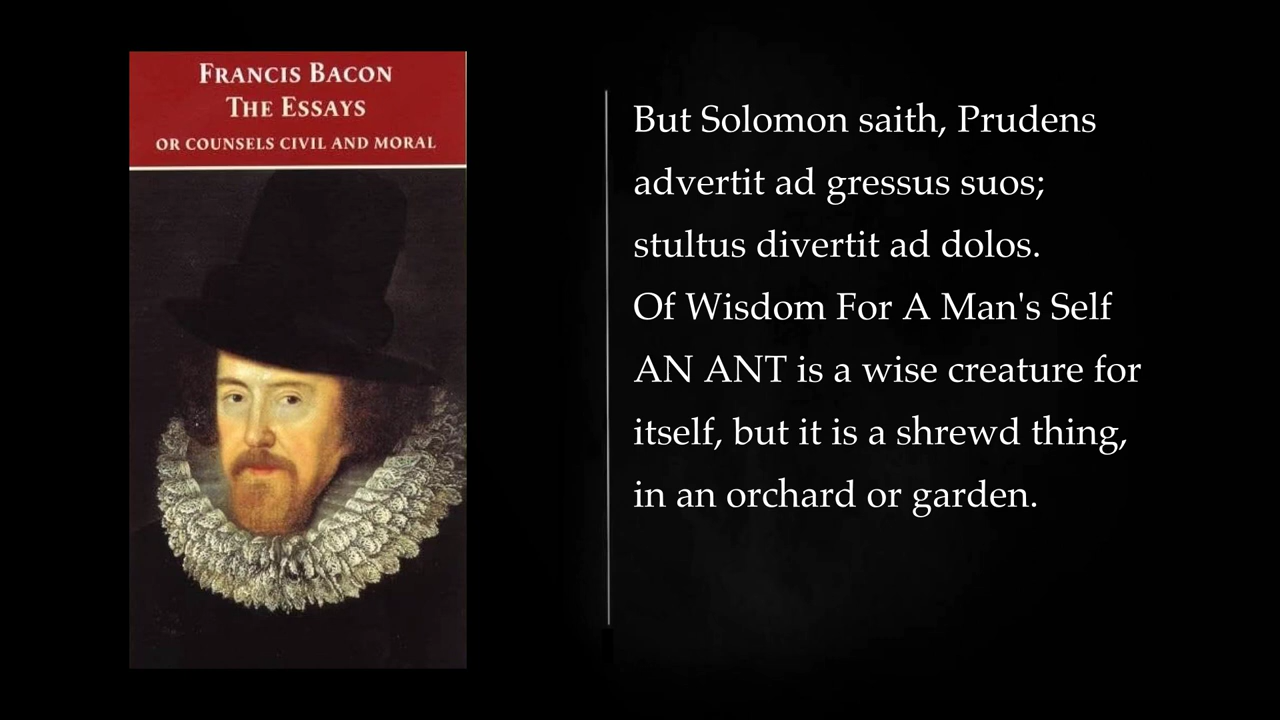 FRANCIS BACON
THE ESSAYS
OR COUNSELS CIVIL AND MORAL
But Solomon saith, Prudens
advertit ad gressus suos;
stultus divertit ad dolos.
Of Wisdom For A Man's Self
AN ANT is a wise creature for
itself, but it is a shrewd thing,
in an orchard or garden.